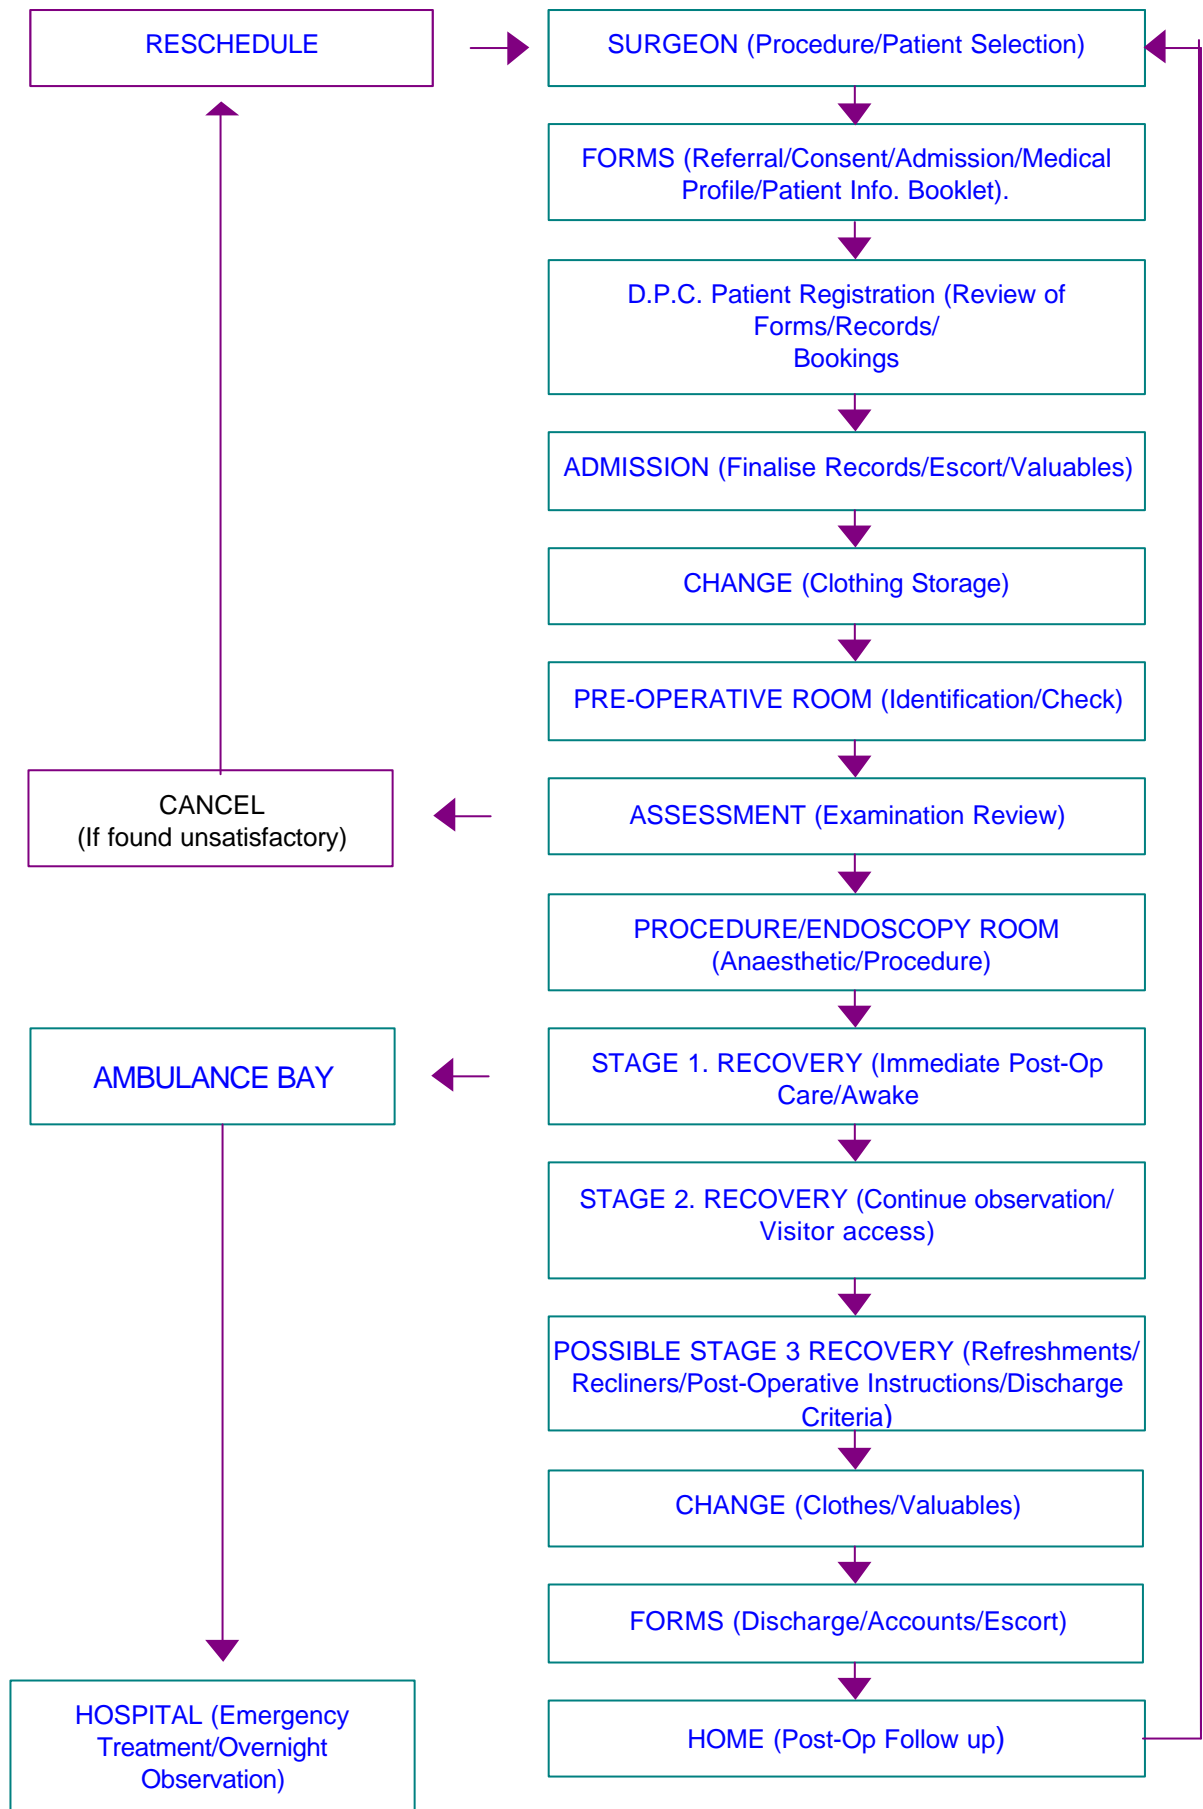 RESCHEDULE
SURGEON (Procedure/Patient Selection)
FORMS (Referral/Consent/Admission/Medical
Profile/Patient Info. Booklet).
D.P.C. Patient Registration (Review of
Forms/Records/
Bookings
ADMISSION (Finalise Records/Escort/Valuables)
CHANGE (Clothing Storage)
PRE-OPERATIVE ROOM (Identification/Check)
CANCEL
(If found unsatisfactory)
ASSESSMENT (Examination Review)
PROCEDURE/ENDOSCOPY ROOM
(Anaesthetic/Procedure)
AMBULANCE BAY
STAGE 1. RECOVERY (Immediate Post-Op
Care/Awake
STAGE 2. RECOVERY (Continue observation/
Visitor access)
POSSIBLE STAGE 3 RECOVERY (Refreshments/
Recliners/Post-Operative Instructions/Discharge
Criteria)
CHANGE (Clothes/Valuables)
FORMS (Discharge/Accounts/Escort)
HOSPITAL (Emergency
Treatment/Overnight
Observation)
HOME (Post-Op Follow up)